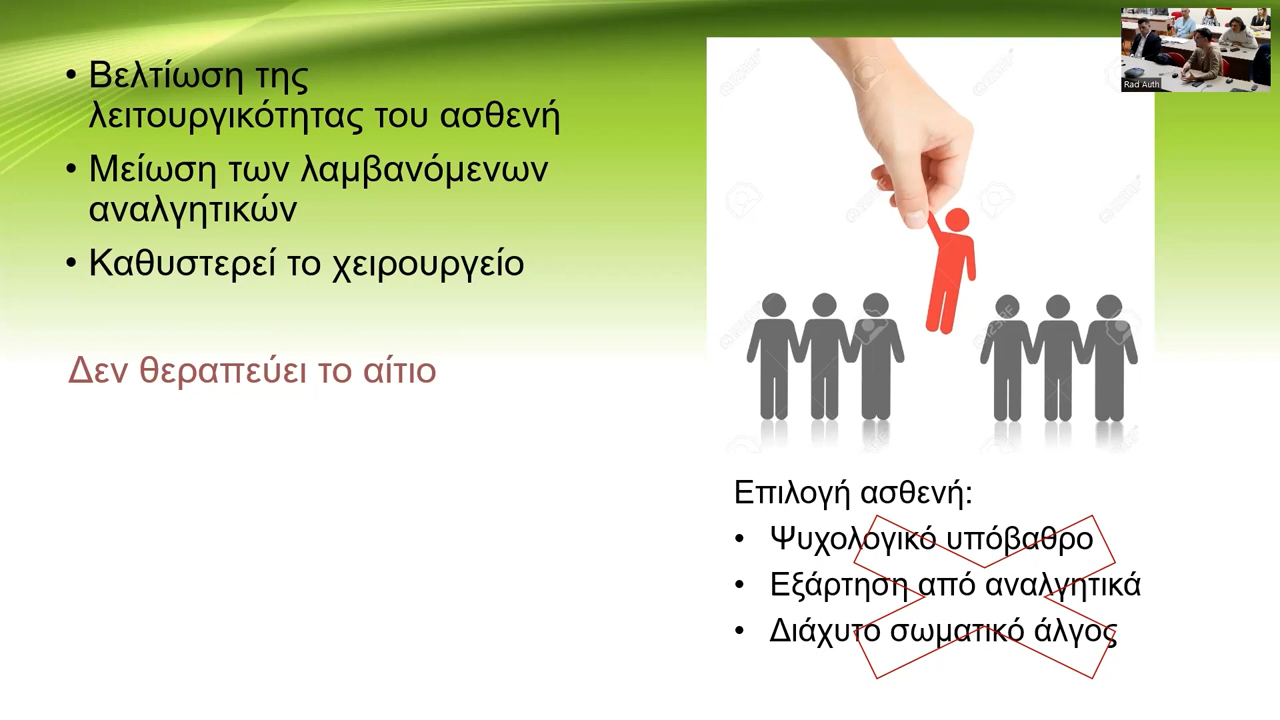 • Βελτίωση της
λειτουργικότητας του ασθενή
• Μείωση των λαμβανόμενων
αναλγητικών
• Καθυστερεί το χειρουργείο
Δεν θεραπεύει το αίτιο
Rad Auth
Επιλογή ασθενή:
• Ψυχολογικό υπόβαθρο
• Εξάρτηση από αναλγητικά
• Διάχυτο σωματικό άλγος